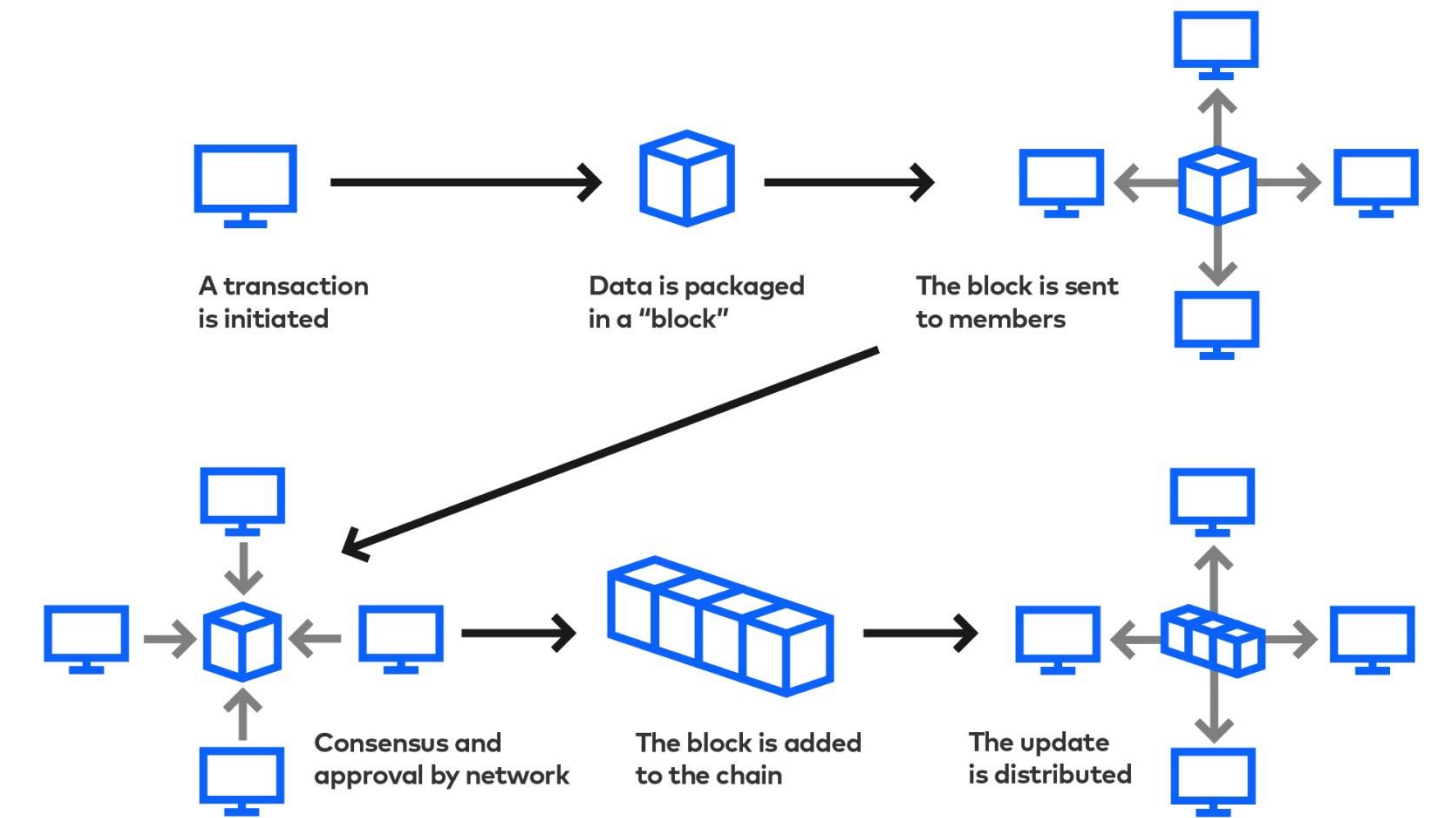 A transaction
is initiated
Data is packaged
in a “block”
The block is sent
to members
Consensus and
approval by network
The block is added
to the chain
The update
is distributed